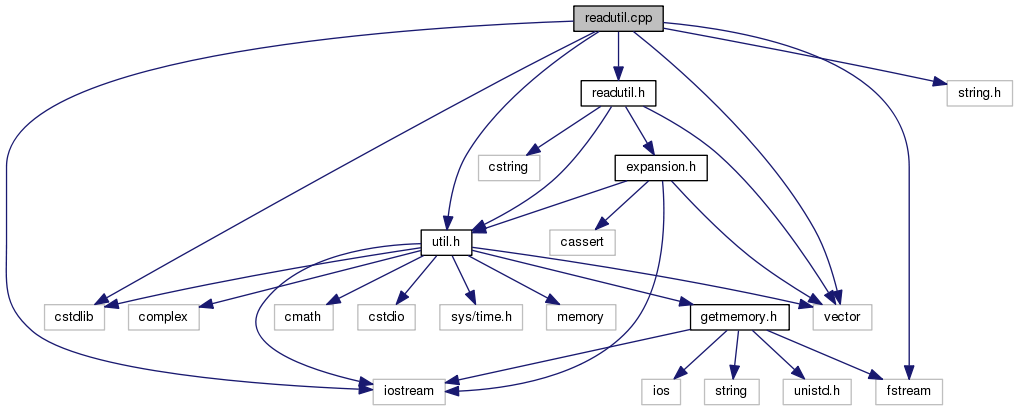 readutil.cpp
readutil.h
string.h
cstring
expansion.h
util.h
cassert
cstdlib
complex
cmath
cstdio
sys/time.h
memory
getmemory.h
vector
iostream
ios
string
unistd.h
fstream